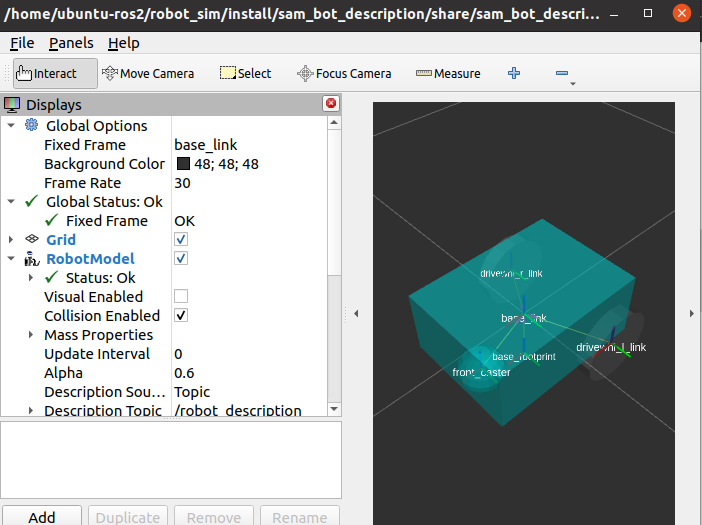 /home/ubuntu-ros2/robot_sim/install/sam_bot_description/share/sam_bot_descri...
File Panels Help
Interact Move Camera Select Focus Camera Measure
Displays
Global Options
Fixed Frame base_link
Background Color 48; 48; 48
Frame Rate 30
Global Status: Ok
Fixed Frame OK
Grid
RobotModel
Status: Ok
Visual Enabled
Collision Enabled
Mass Properties
Update Interval 0
Alpha 0.6
Description Sou... Topic
Description Topic /robot_description
Add Duplicate Remove Rename
base_link
base_footprint
front_caster